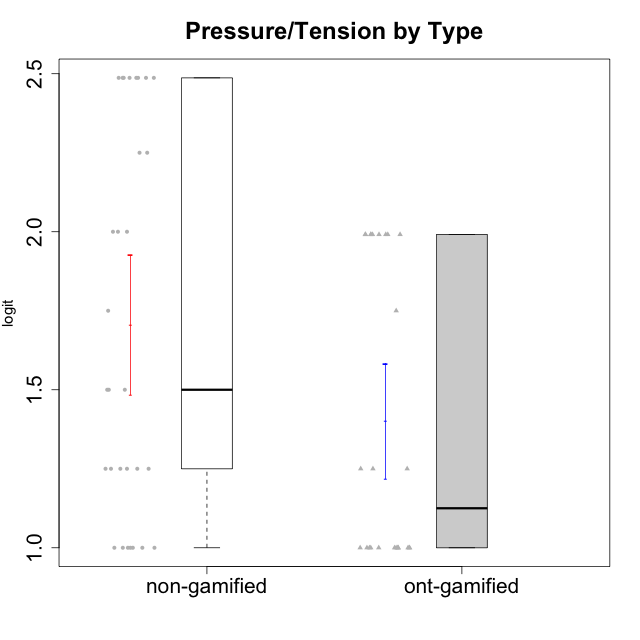 Pressure/Tension by Type
2.5
2.0
1.5
1.0
logit
non-gamified
ont-gamified